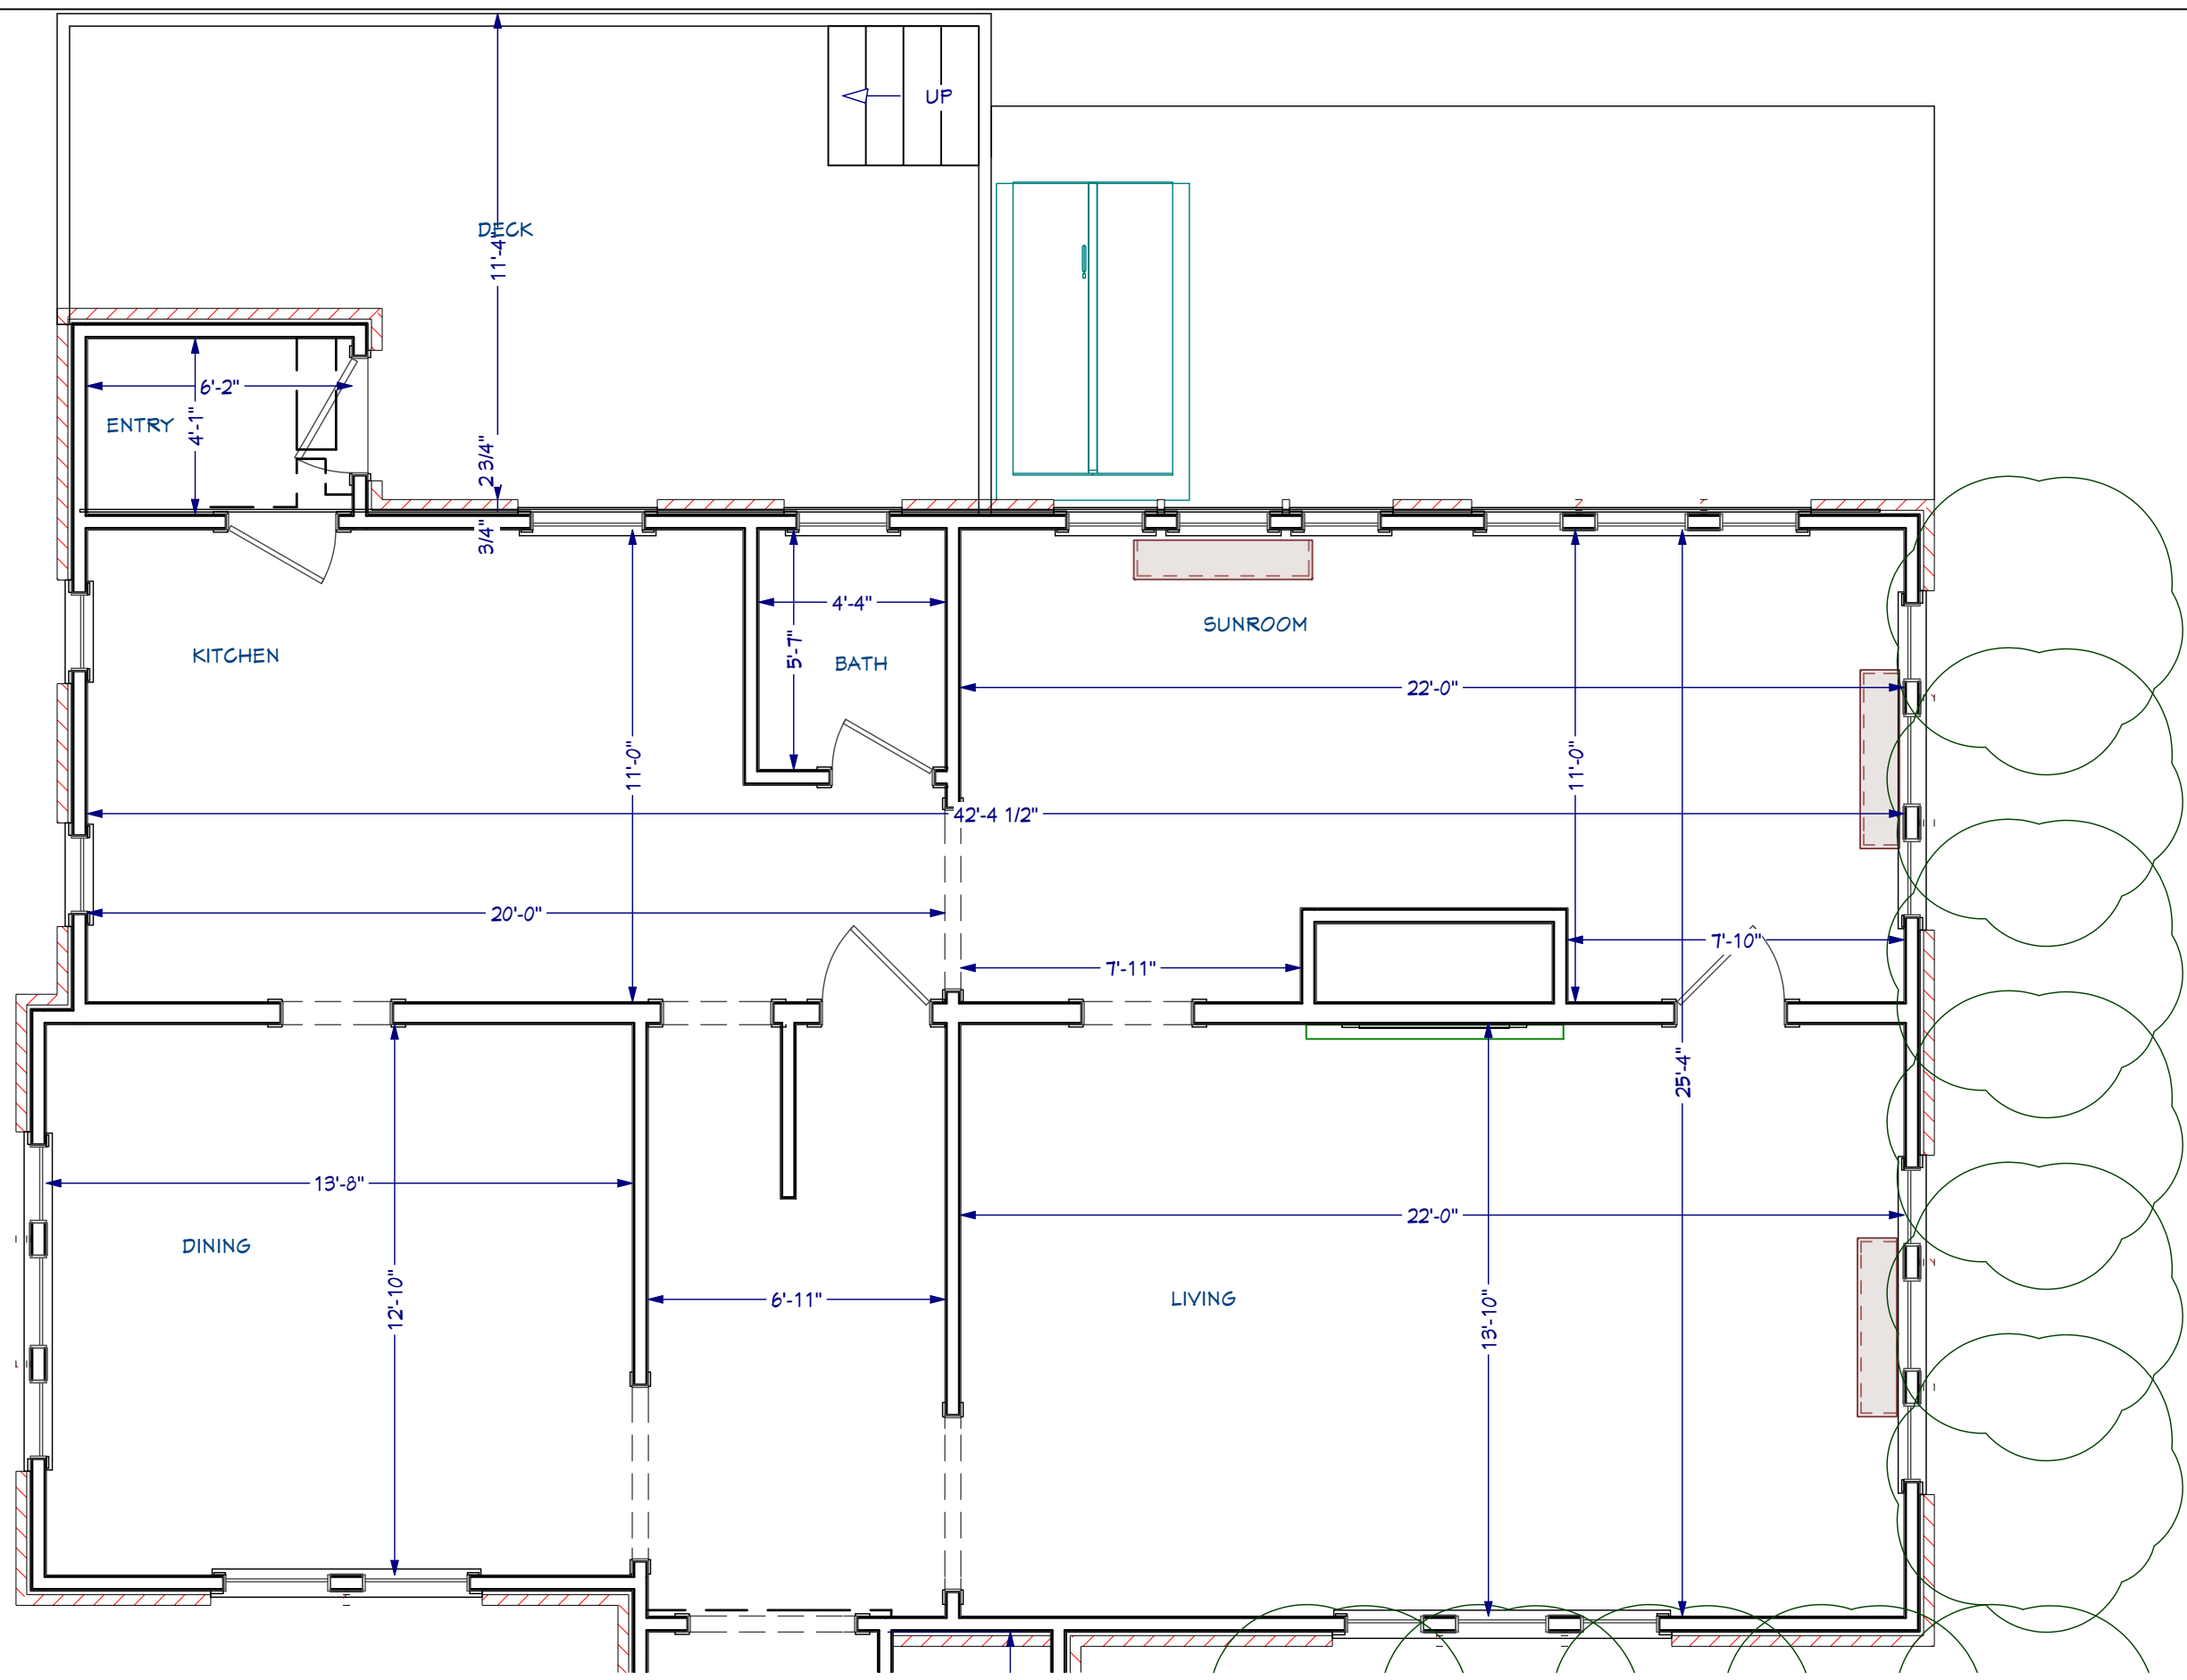 UP
DECK
11'-4"
6'-2"
ENTRY
4'-1"
2 3/4"
3/4"
4'-4"
SUNROOM
KITCHEN
5'-7"
BATH
22'-0"
11'-0"
11'-0"
42'-4 1/2"
20'-0"
7'-10"
7'-11"
25'-4"
13'-8"
22'-0"
DINING
12'-10"
6'-11"
LIVING
13'-10"